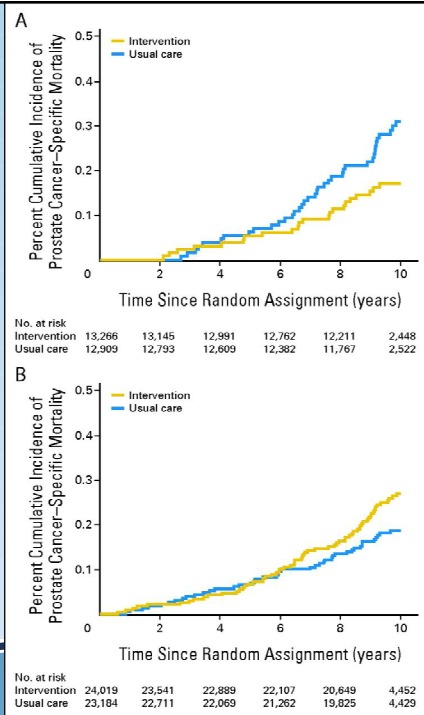 A
Percent Cumulative Incidence of
Prostate Cancer–Specific Mortality
0.5
0.4
0.3
0.2
0.1
Intervention
Usual care
0 2 4 6 8 10
Time Since Random Assignment (years)
No. at risk
Intervention 13,266 13,145 12,991 12,762 12,211 2,448
Usual care 12,909 12,793 12,609 12,382 11,767 2,522
B
Percent Cumulative Incidence of
Prostate Cancer–Specific Mortality
0.5
0.4
0.3
0.2
0.1
Intervention
Usual care
0 2 4 6 8 10
Time Since Random Assignment (years)
No. at risk
Intervention 24,019 23,541 22,889 22,107 20,649 4,452
Usual care 23,184 22,711 22,069 21,262 19,825 4,429